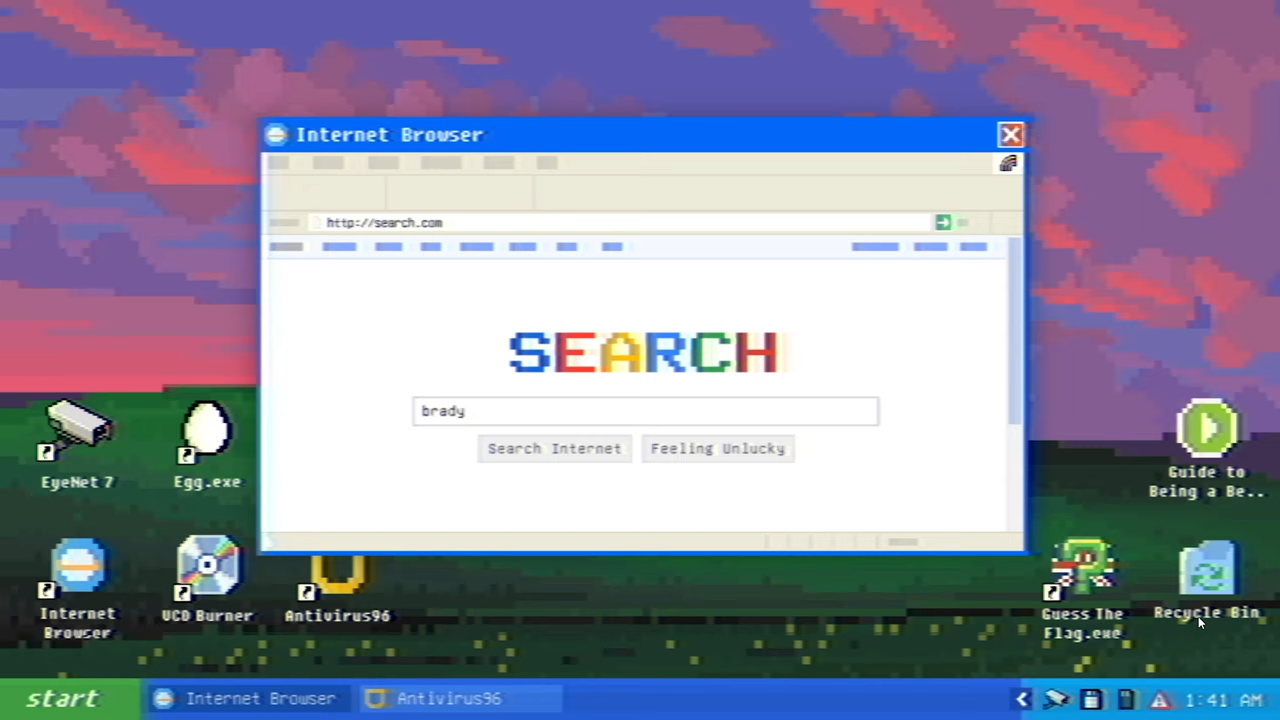 Internet Browser
http://search.com
SEARCH
brady
Search Internet
Feeling Unlucky
EyeNet 7
Egg.exe
Guide to
Being a Be..
Internet
Browser
VCD Burner
Antivirus96
Guess The
Flag.exe
Recycle Bin
start
Internet Browser
Antivirus96
1:41 AM